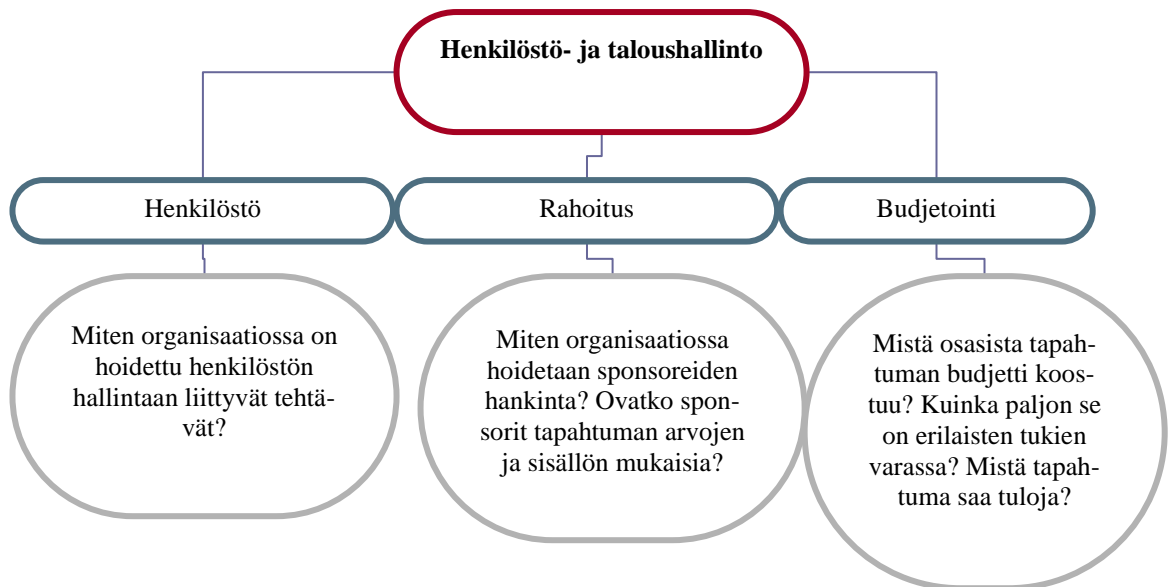 Henkilöstö- ja taloushallinto
Henkilöstö
Rahoitus
Budjetointi
Miten organisaatiossa on
hoidettu henkilöstön
hallintaan liittyvät tehtä-
vät?
Miten organisaatiossa
hoidetaan sponsoreiden
hankinta? Ovatko spon-
sorit tapahtuman arvojen
ja sisällön mukaisia?
Mistä osasista tapah-
tuman budjetti koos-
tuu? Kuinka paljon se
on erilaisten tukien
varassa? Mistä tapah-
tuma saa tuloja?